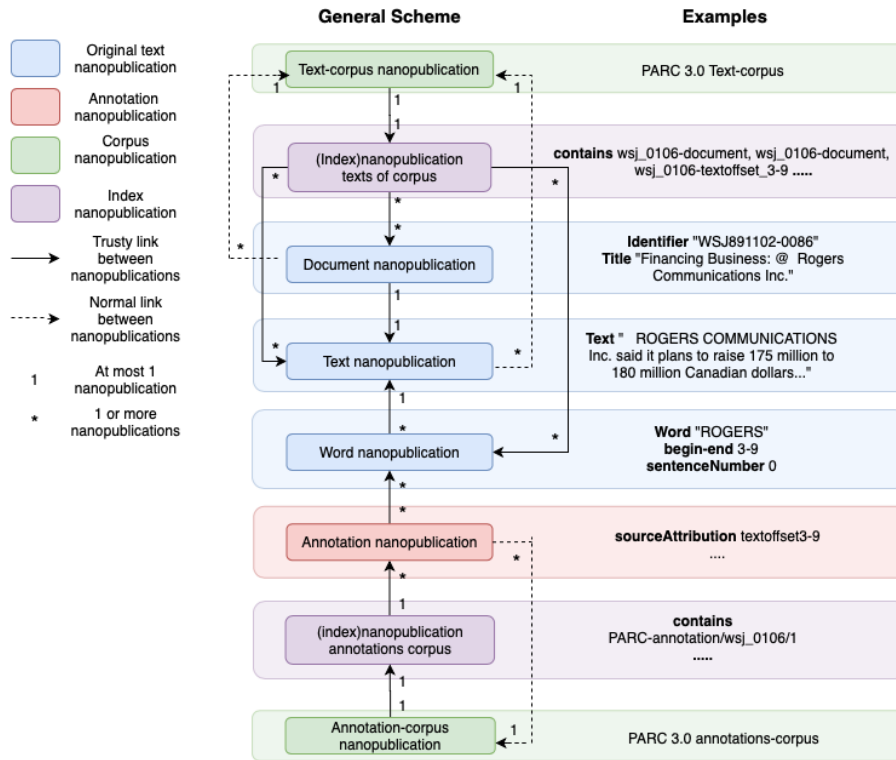 General Scheme
Examples
Original text
nanopublication
Annotation
nanopublication
Corpus
nanopublication
Index
nanopublication
Trusty link
between
nanopublications
Normal link
between
nanopublications
1
At most 1
nanopublication
*
1 or more
nanopublications
Text-corpus nanopublication
1
1
PARC 3.0 Text-corpus
1
1
(Index)nanopublication
texts of corpus
*
*
contains wsj_0106-document, wsj_0106-document,
wsj_0106-textoffset_3-9 .....
*
*
*
Document nanopublication
Identifier "WSJ891102-0086"
Title "Financing Business: @ Rogers
Communications Inc."
1
1
*
Text nanopublication
*
Text " ROGERS COMMUNICATIONS
Inc. said it plans to raise 175 million to
180 million Canadian dollars..."
1
*
*
Word nanopublication
Word "ROGERS"
begin-end 3-9
sentenceNumber 0
*
*
Annotation nanopublication
*
sourceAttribution textoffset3-9
....
*
1
(index)nanopublication
annotations corpus
contains
PARC-annotation/wsj_0106/1
.....
1
1
Annotation-corpus
nanopublication
1
PARC 3.0 annotations-corpus